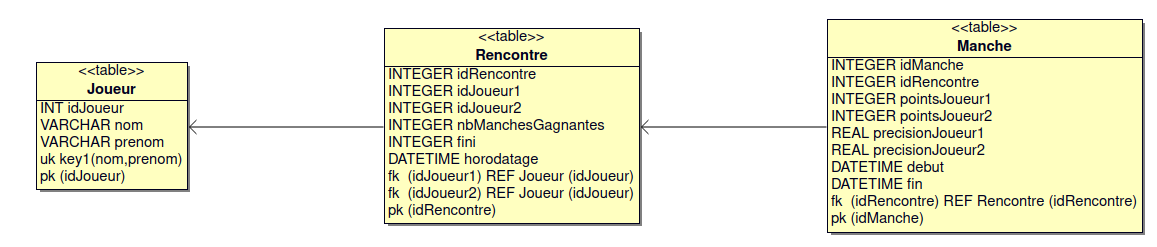 <<table>>
Joueur
INT idJoueur
VARCHAR nom
VARCHAR prenom
uk key1(nom,prenom)
pk (idJoueur)
<<table>>
Rencontre
INTEGER idRencontre
INTEGER idJoueur1
INTEGER idJoueur2
INTEGER nbManchesGagnantes
INTEGER fini
DATETIME horodatage
fk (idJoueur1) REF Joueur (idJoueur)
fk (idJoueur2) REF Joueur (idJoueur)
pk (idRencontre)
<<table>>
Manche
INTEGER idManche
INTEGER idRencontre
INTEGER pointsJoueur1
INTEGER pointsJoueur2
REAL precisionJoueur1
REAL precisionJoueur2
DATETIME debut
DATETIME fin
fk (idRencontre) REF Rencontre (idRencontre)
pk (idManche)